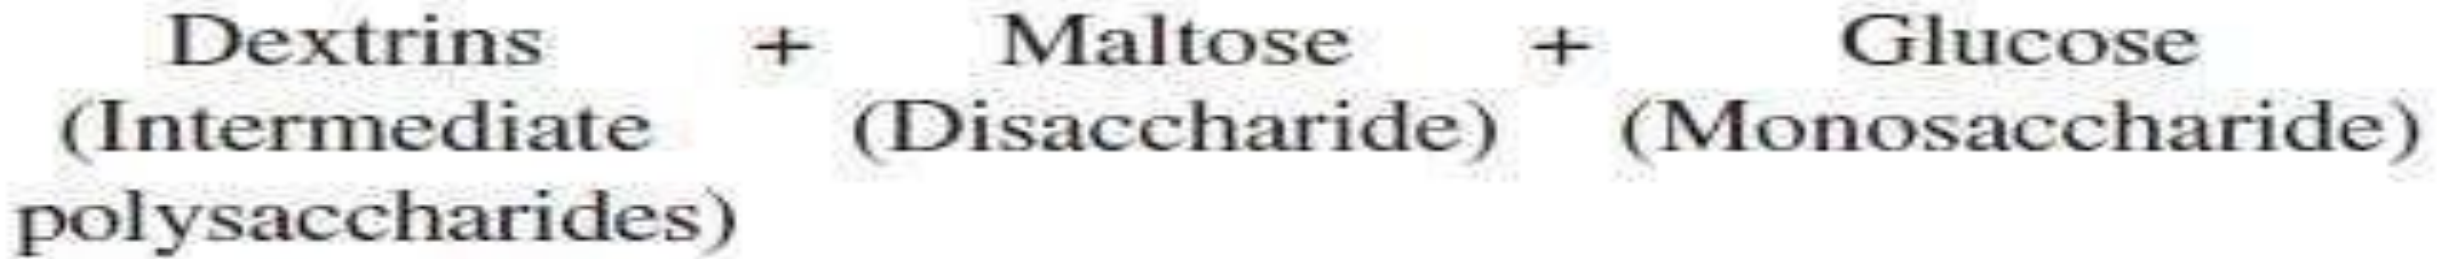 Dextrins + Maltose + Glucose
(Intermediate (Disaccharide) (Monosaccharide)
polysaccharides)